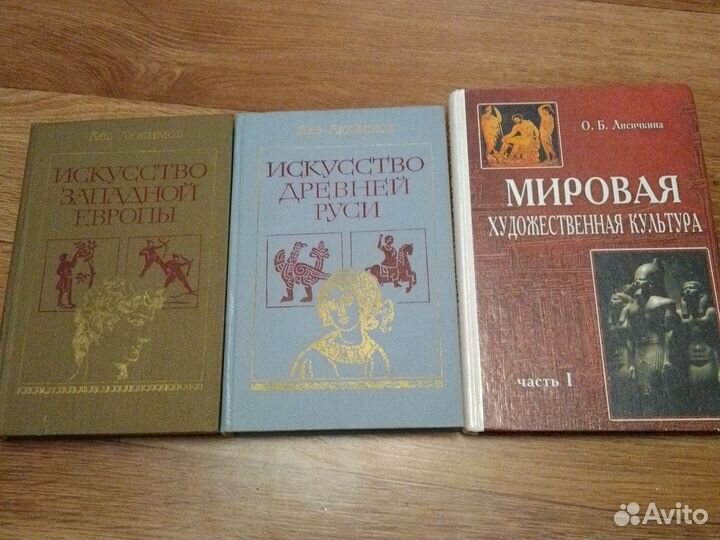 Лев Любимов
ИСКУССТВО
ЗАПАДНОЙ
ЕВРОПЫ
Лев Любимов
ИСКУССТВО
ДРЕВНЕЙ
РУСИ
О. Б. Лисичкина
МИРОВАЯ
ХУДОЖЕСТВЕННАЯ КУЛЬТУРА
часть I
Avito